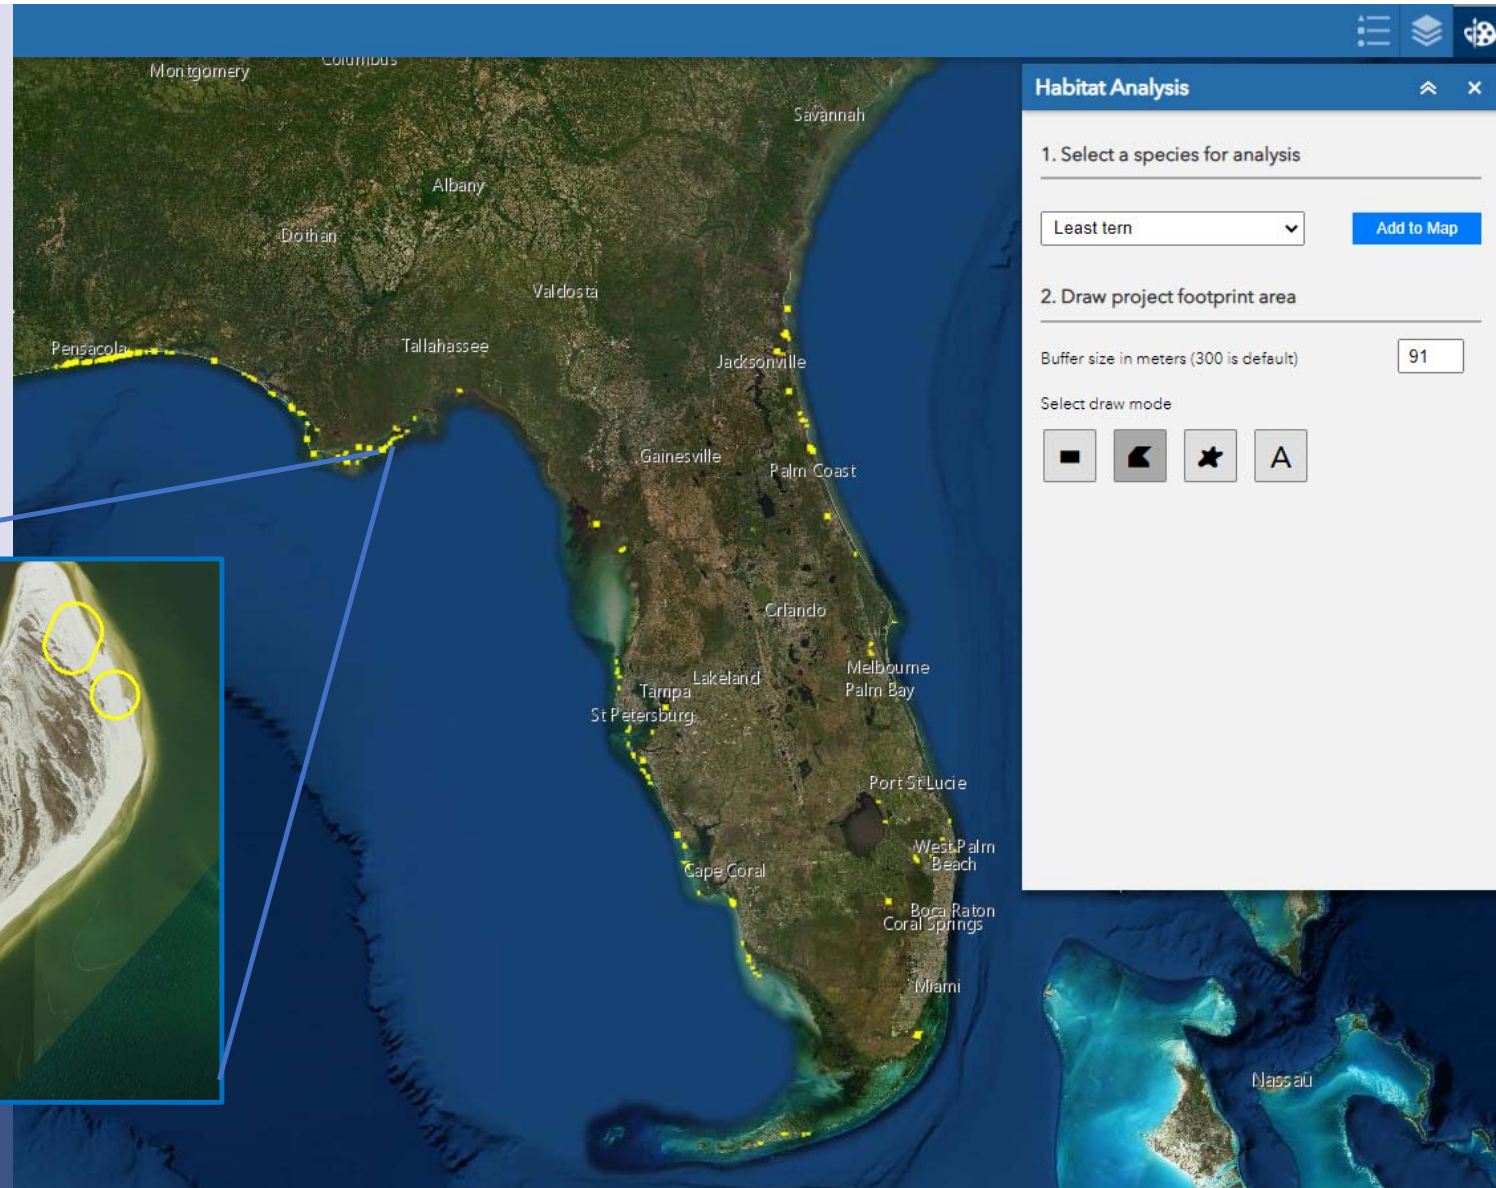 Montgomery
Columbus
Savannah
Albany
Dothan
Valdosta
Pensacola
Tallahassee
Jacksonville
Gainesville
Palm Coast
Orlando
Melbourne
Palm Bay
Lakeland
Tampa
St Petersburg
Port St Lucie
West Palm
Beach
Cape Coral
Boca Raton
Coral Springs
Miami
Nassau
Habitat Analysis
1. Select a species for analysis
Least tern
Add to Map
2. Draw project footprint area
Buffer size in meters (300 is default)
91
Select draw mode
A